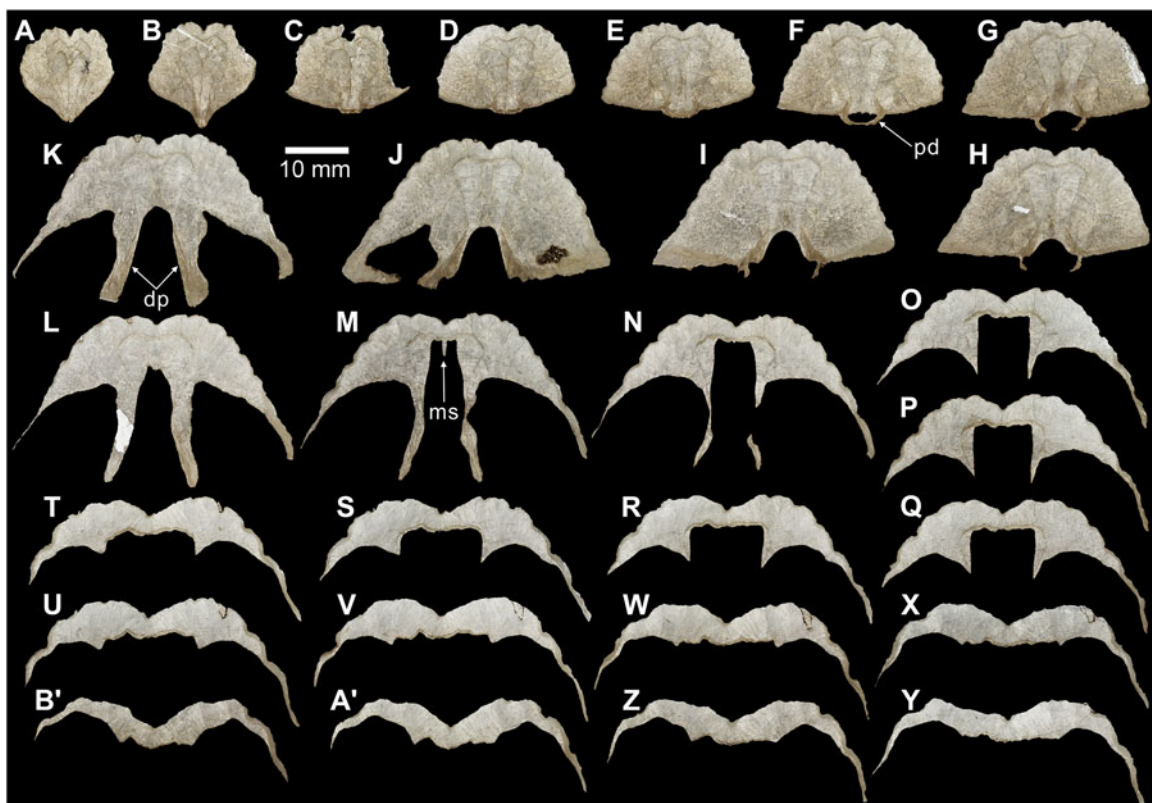 A B C D E F G
pd
K 10 mm J I H
dp
L M N O
ms
P
T S R Q
U V W X
B' A' Z Y